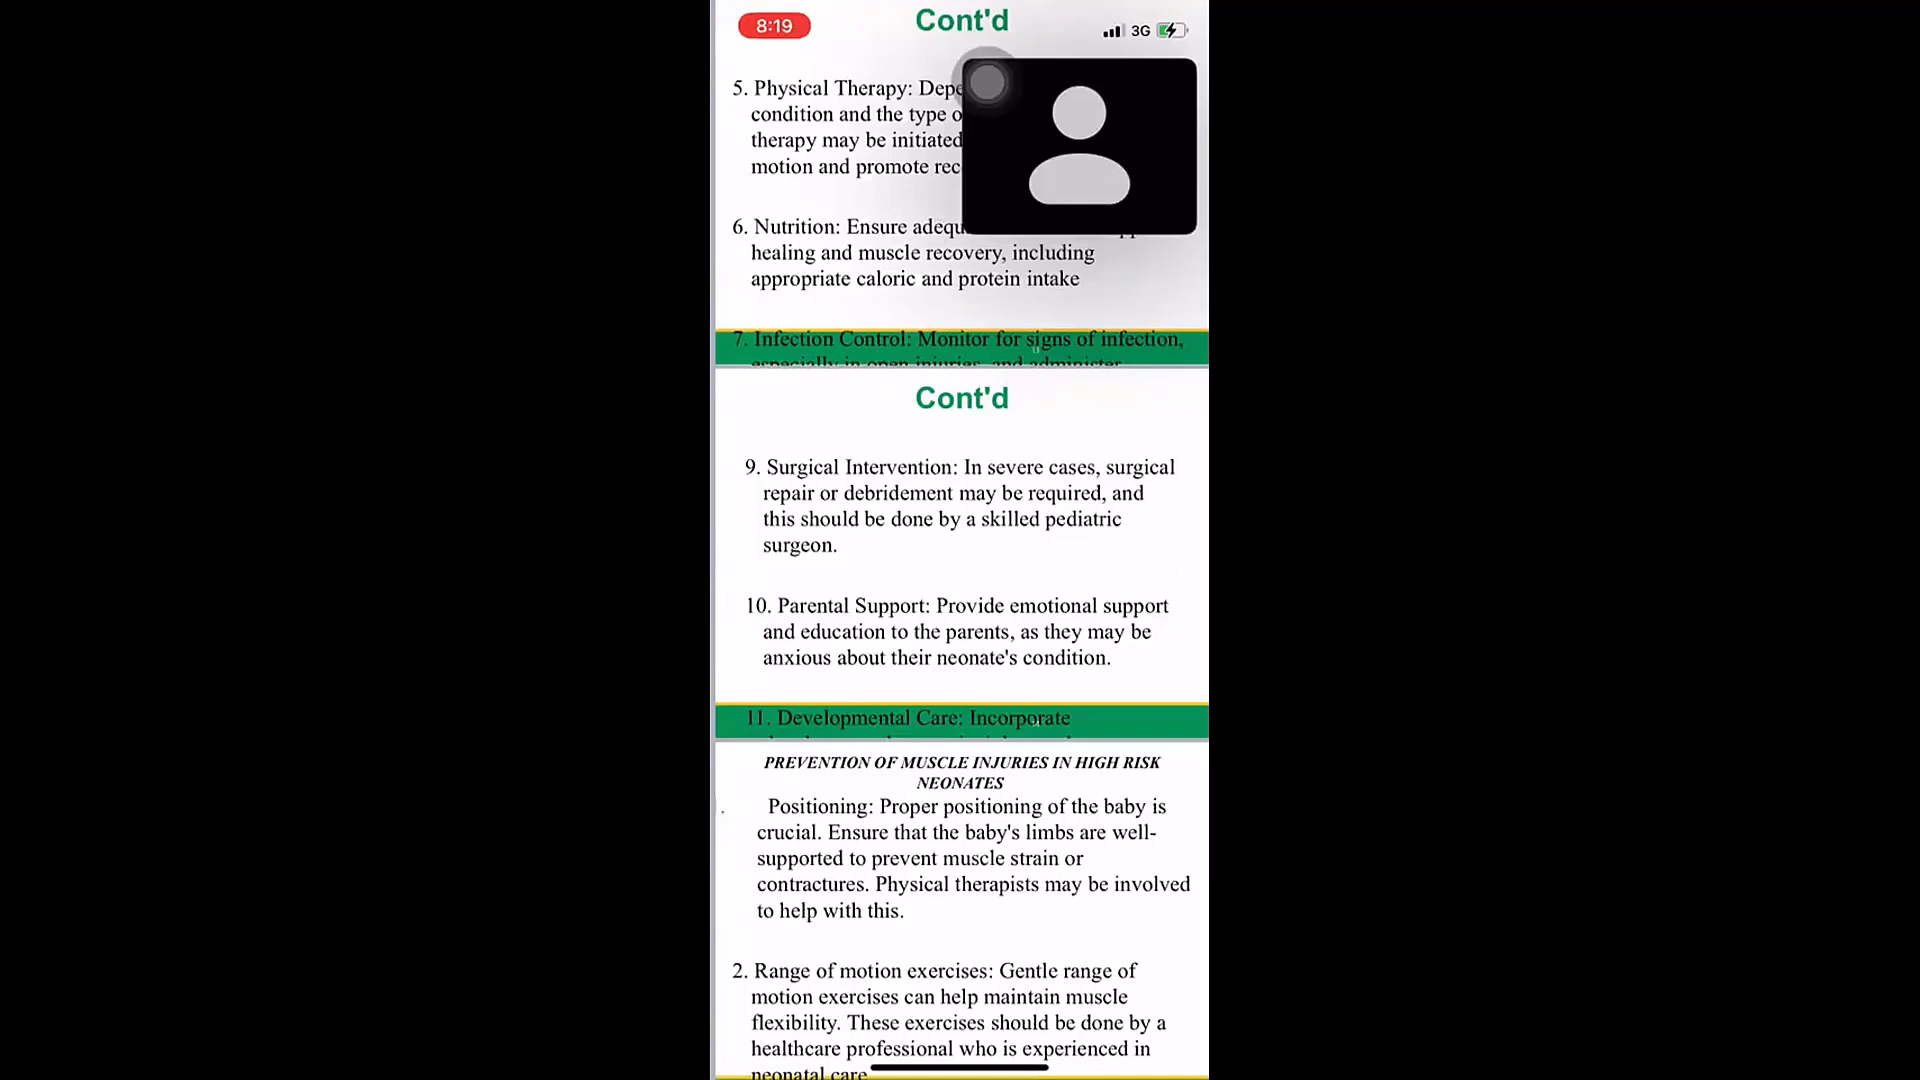 8:19
Cont'd
3G
5. Physical Therapy:
condition and the type
therapy may be initiated
motion and promote
6. Nutrition: Ensure
healing and muscle recovery, including
appropriate caloric and protein intake
7. Infection Control: Monitor for signs of infection,
especially in open injuries, and administer
Cont'd
9. Surgical Intervention: In severe cases, surgical
repair or debridement may be required, and
this should be done by a skilled pediatric
surgeon.
10. Parental Support: Provide emotional support
and education to the parents, as they may be
anxious about their neonate's condition.
11. Developmental Care: Incorporate
PREVENTION OF MUSCLE INJURIES IN HIGH RISK
NEONATES
Positioning: Proper positioning of the baby is
crucial. Ensure that the baby's limbs are well-
supported to prevent muscle strain or
contractures. Physical therapists may be involved
to help with this.
2. Range of motion exercises: Gentle range of
motion exercises can help maintain muscle
flexibility. These exercises should be done by a
healthcare professional who is experienced in
neonatal care